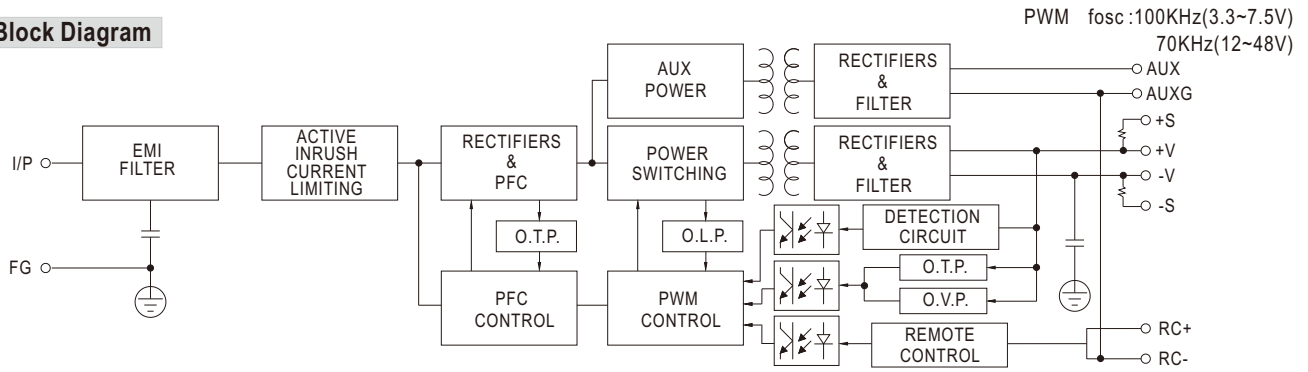 Block Diagram
PWM fosc :100KHz(3.3~7.5V)
70KHz(12~48V)
I/P
EMI
FILTER
FG
ACTIVE
INRUSH
CURRENT
LIMITING
RECTIFIERS
&
PFC
O.T.P.
PFC
CONTROL
AUX
POWER
POWER
SWITCHING
O.L.P.
PWM
CONTROL
RECTIFIERS
&
FILTER
RECTIFIERS
&
FILTER
DETECTION
CIRCUIT
O.T.P.
O.V.P.
REMOTE
CONTROL
AUX
AUXG
+S
+V
-V
-S
RC+
RC-